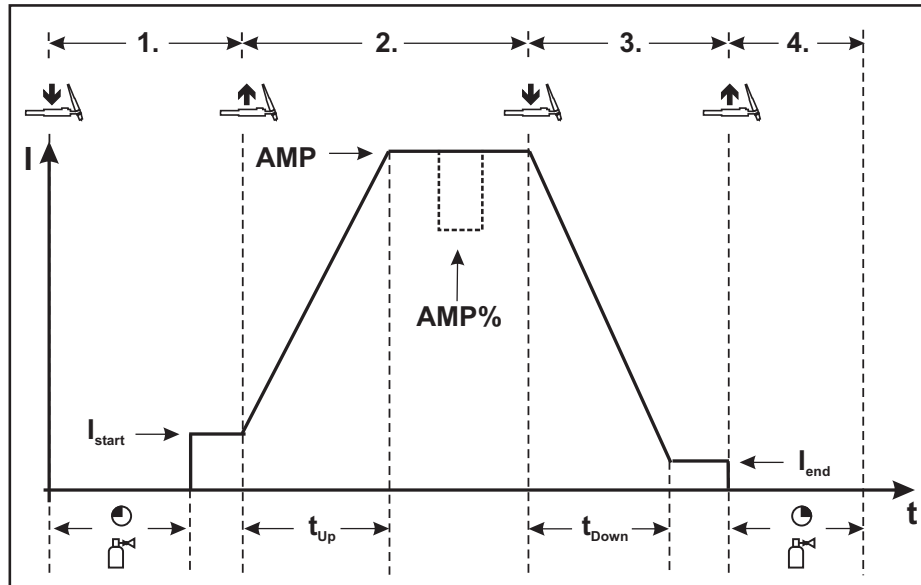 1. 2. 3. 4.
I
AMP
AMP%
Istart
Iend
t
tUp
tDown